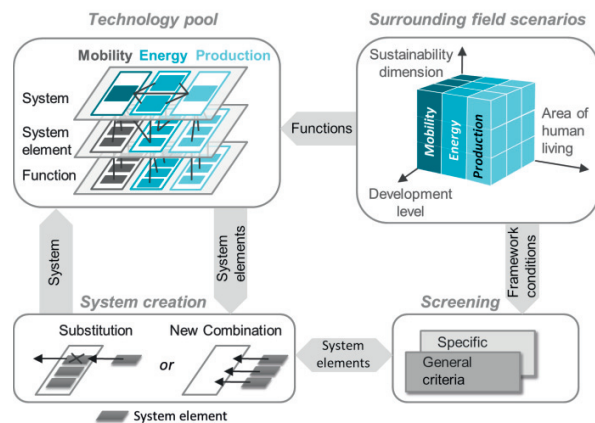 Technology pool
Surrounding field scenarios
Mobility Energy Production
System
System
element
Function
Functions
Sustainability
dimension
Mobility
Energy
Production
Area of
human
living
Development
level
System
System
elements
Framework
conditions
System creation
Screening
Substitution
or
New Combination
System element
System
elements
Specific
General
criteria